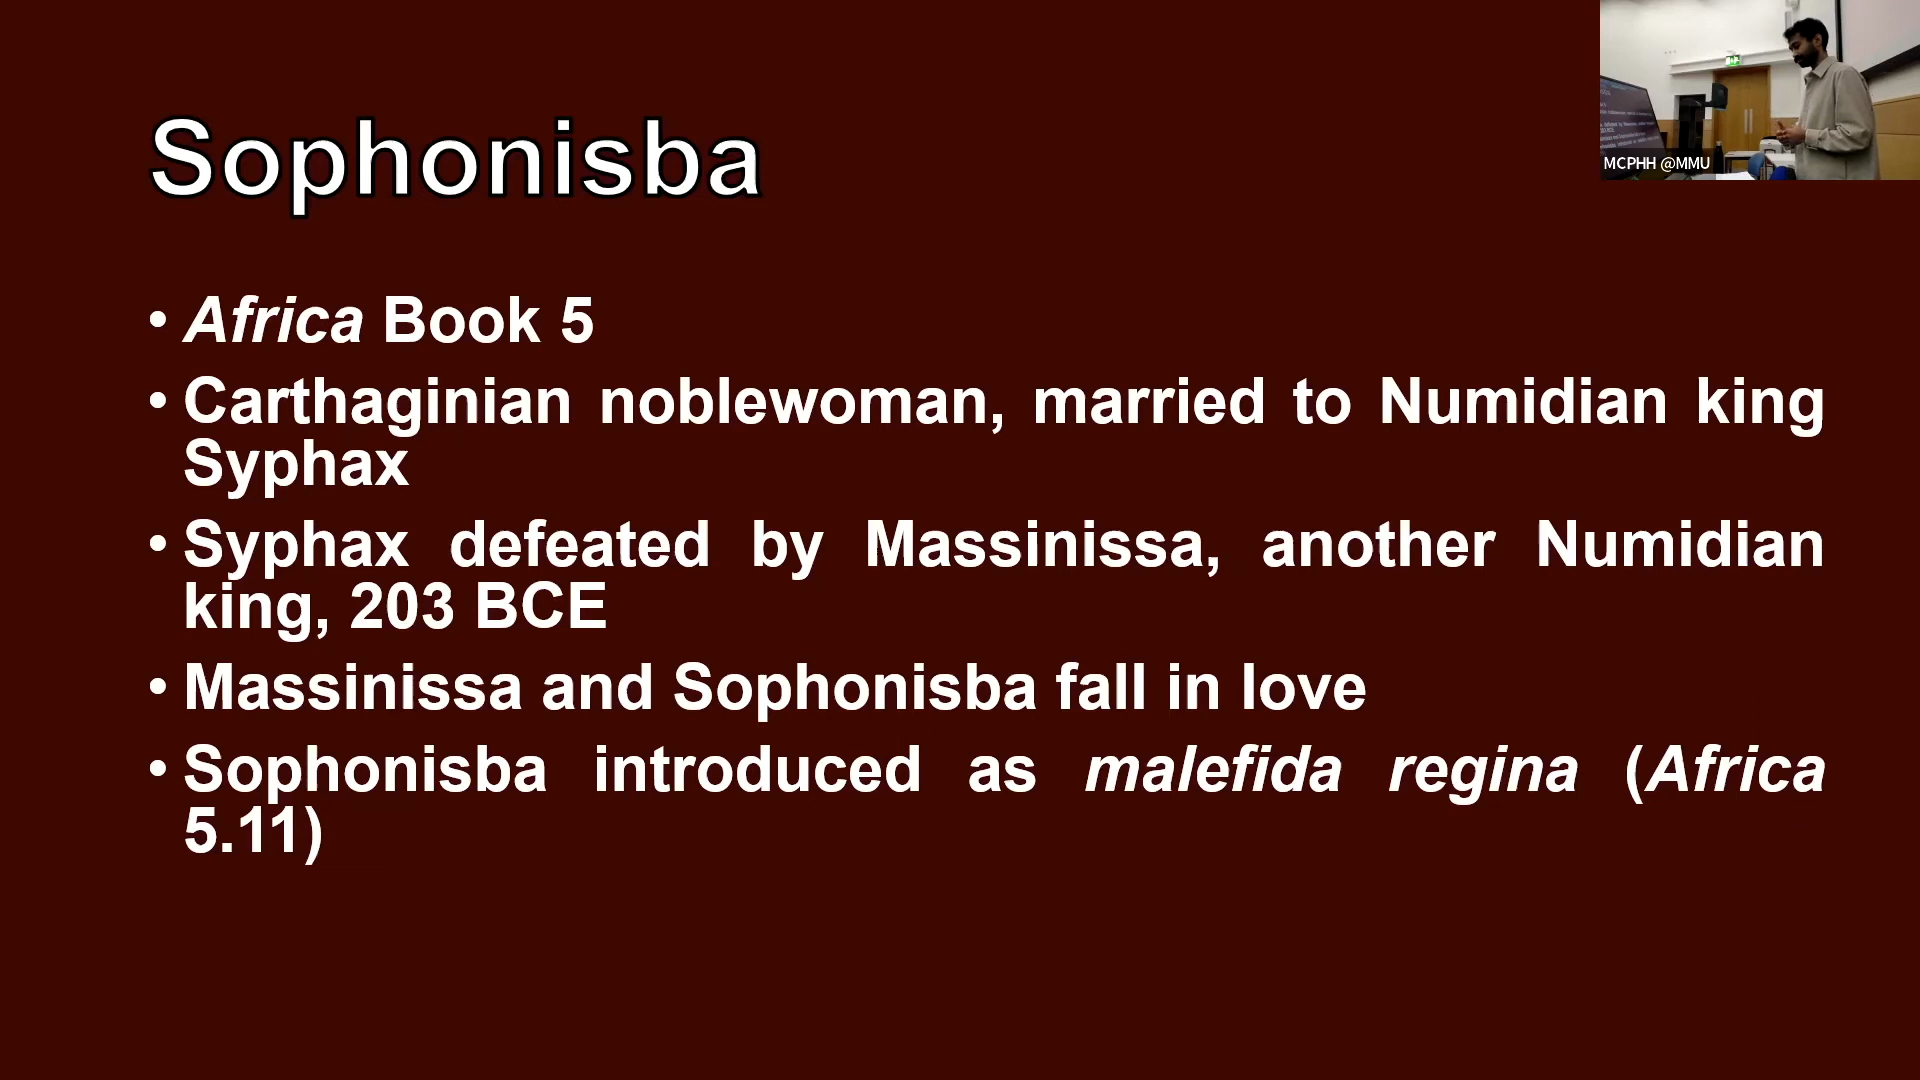 Sophonisba
• Africa Book 5
• Carthaginian noblewoman, married to Numidian king
Syphax
• Syphax defeated by Massinissa, another Numidian
king, 203 BCE
• Massinissa and Sophonisba fall in love
• Sophonisba introduced as malefida regina (Africa
5.11)
MCPHH @MMU